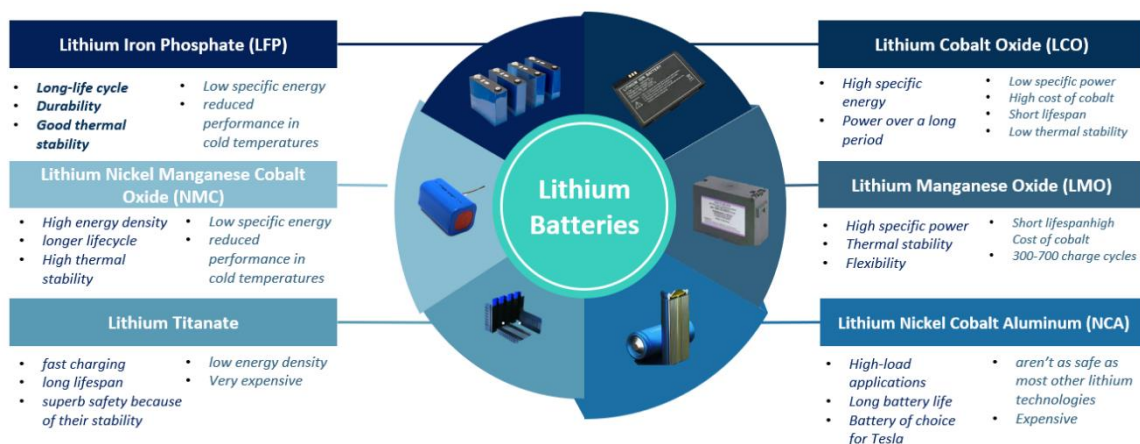 Lithium Iron Phosphate (LFP)
• Long-life cycle
• Durability
• Good thermal
stability
• Low specific energy
• reduced
performance in
cold temperatures
Lithium Nickel Manganese Cobalt
Oxide (NMC)
• High energy density
• longer lifecycle
• High thermal
stability
• Low specific energy
• reduced
performance in
cold temperatures
Lithium Titanate
• fast charging
• long lifespan
• superb safety because
of their stability
• low energy density
• Very expensive
Lithium
Batteries
Lithium Cobalt Oxide (LCO)
• High specific
energy
• Power over a long
period
• Low specific power
• High cost of cobalt
• Short lifespan
• Low thermal stability
Lithium Manganese Oxide (LMO)
• High specific power
• Thermal stability
• Flexibility
• Short lifespanhigh
Cost of cobalt
• 300-700 charge cycles
Lithium Nickel Cobalt Aluminum (NCA)
• High-load
applications
• Long battery life
• Battery of choice
for Tesla
• aren't as safe as
most other lithium
technologies
• Expensive